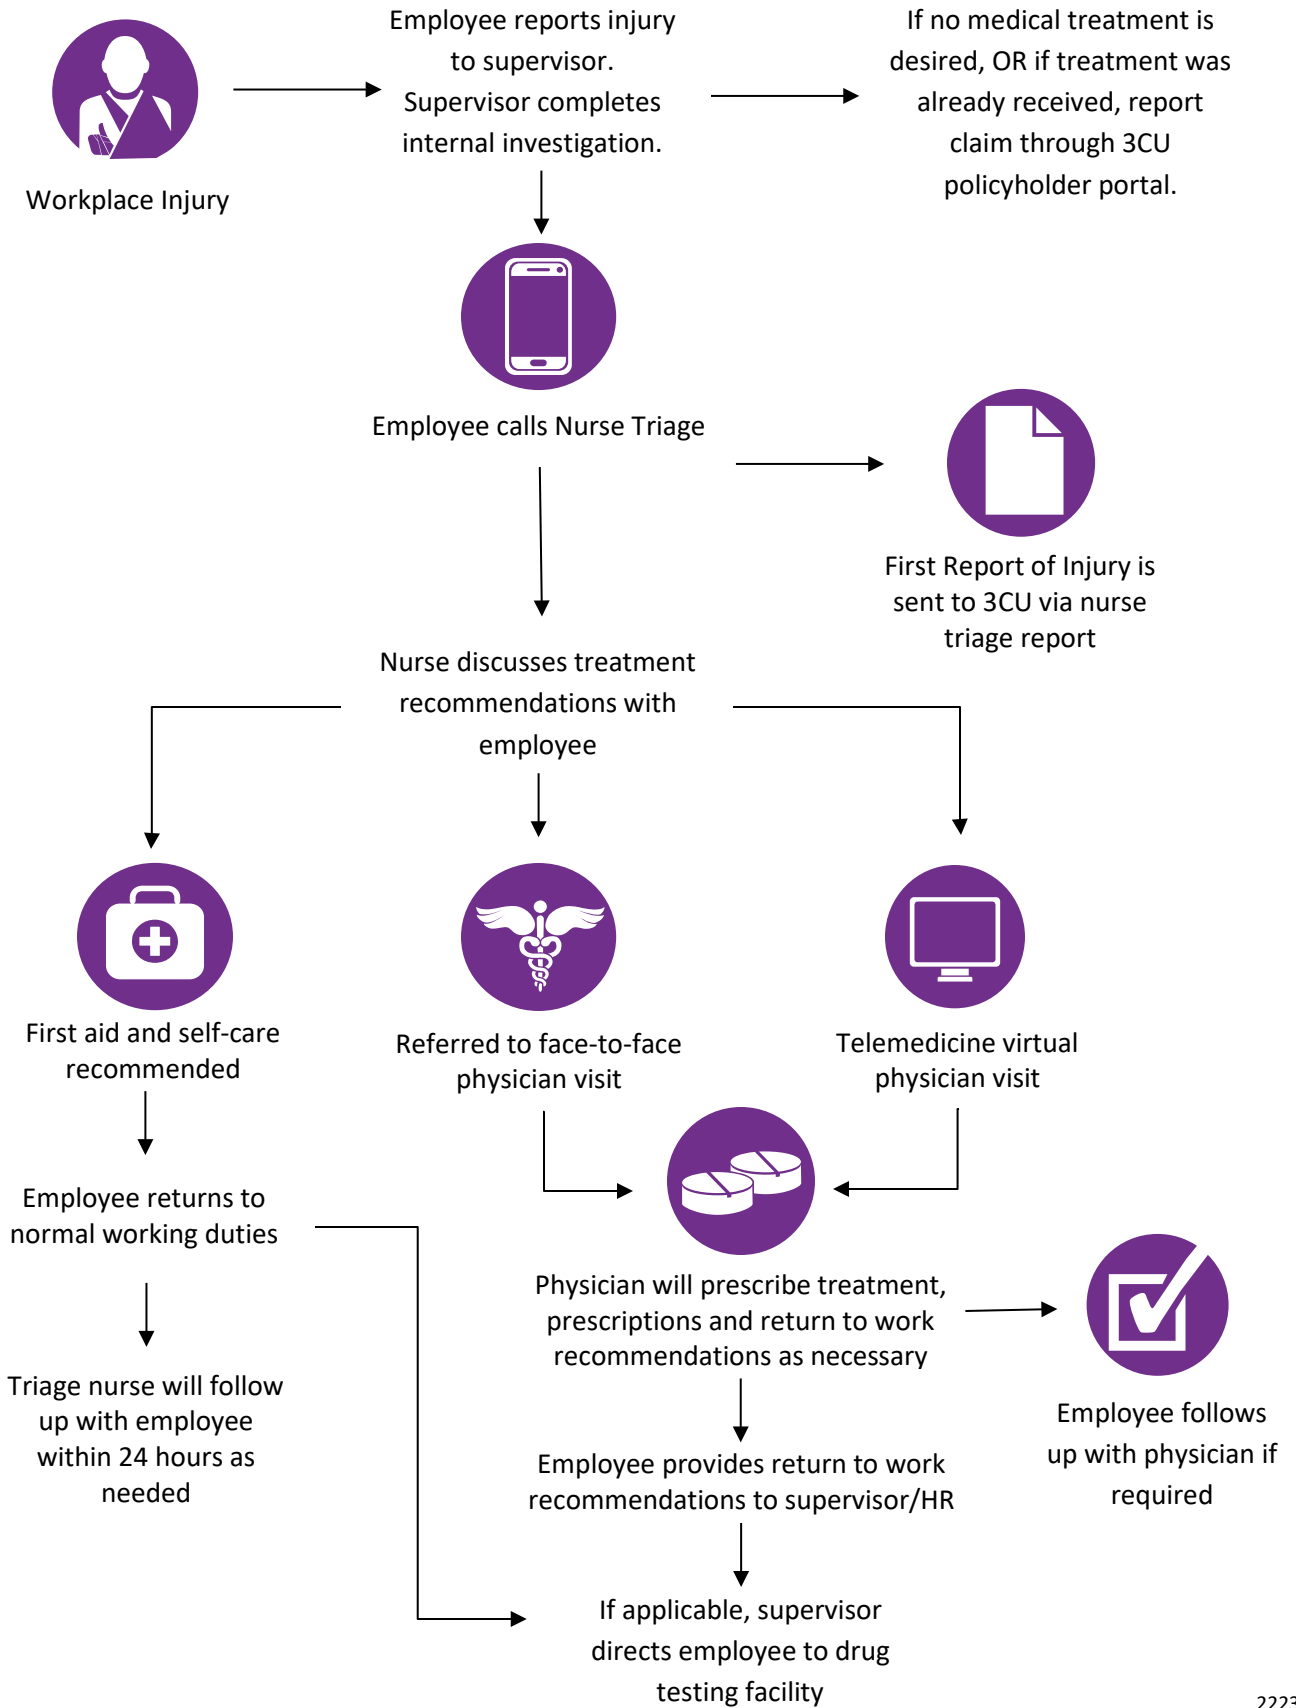 Workplace Injury
Employee reports injury
to supervisor.
Supervisor completes
internal investigation.
If no medical treatment is
desired, OR if treatment was
already received, report
claim through 3CU
policyholder portal.
Employee calls Nurse Triage
First Report of Injury is
sent to 3CU via nurse
triage report
Nurse discusses treatment
recommendations with
employee
First aid and self-care
recommended
Referred to face-to-face
physician visit
Telemedicine virtual
physician visit
Employee returns to
normal working duties
Physician will prescribe treatment,
prescriptions and return to work
recommendations as necessary
Triage nurse will follow
up with employee
within 24 hours as
needed
Employee follows
up with physician if
required
Employee provides return to work
recommendations to supervisor/HR
If applicable, supervisor
directs employee to drug
testing facility
2223